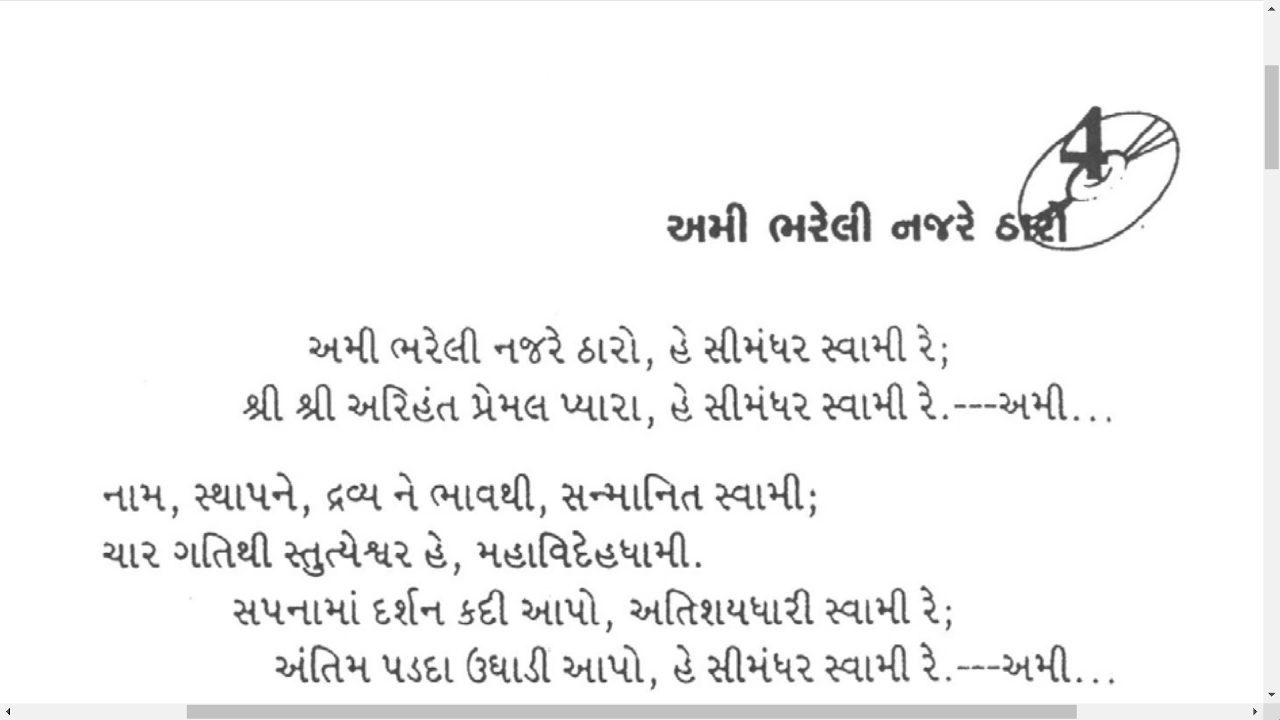 4
અમી ભરેલી નજરે ઠારો
અમી ભરેલી નજરે ઠારો, હે સીમંધર સ્વામી રે;
શ્રી શ્રી અરિહંત પ્રેમલ પ્યારા, હે સીમંધર સ્વામી રે.---અમી...
નામ, સ્થાપને, દ્રવ્ય ને ભાવથી, સન્માનિત સ્વામી;
ચાર ગતિથી સ્તુત્યેશ્વર હે, મહાવિદેહધામી.
સપનામાં દર્શન કદી આપો, અતિશયધારી સ્વામી રે;
અંતિમ પડદા ઉઘાડી આપો, હે સીમંધર સ્વામી રે.---અમી...